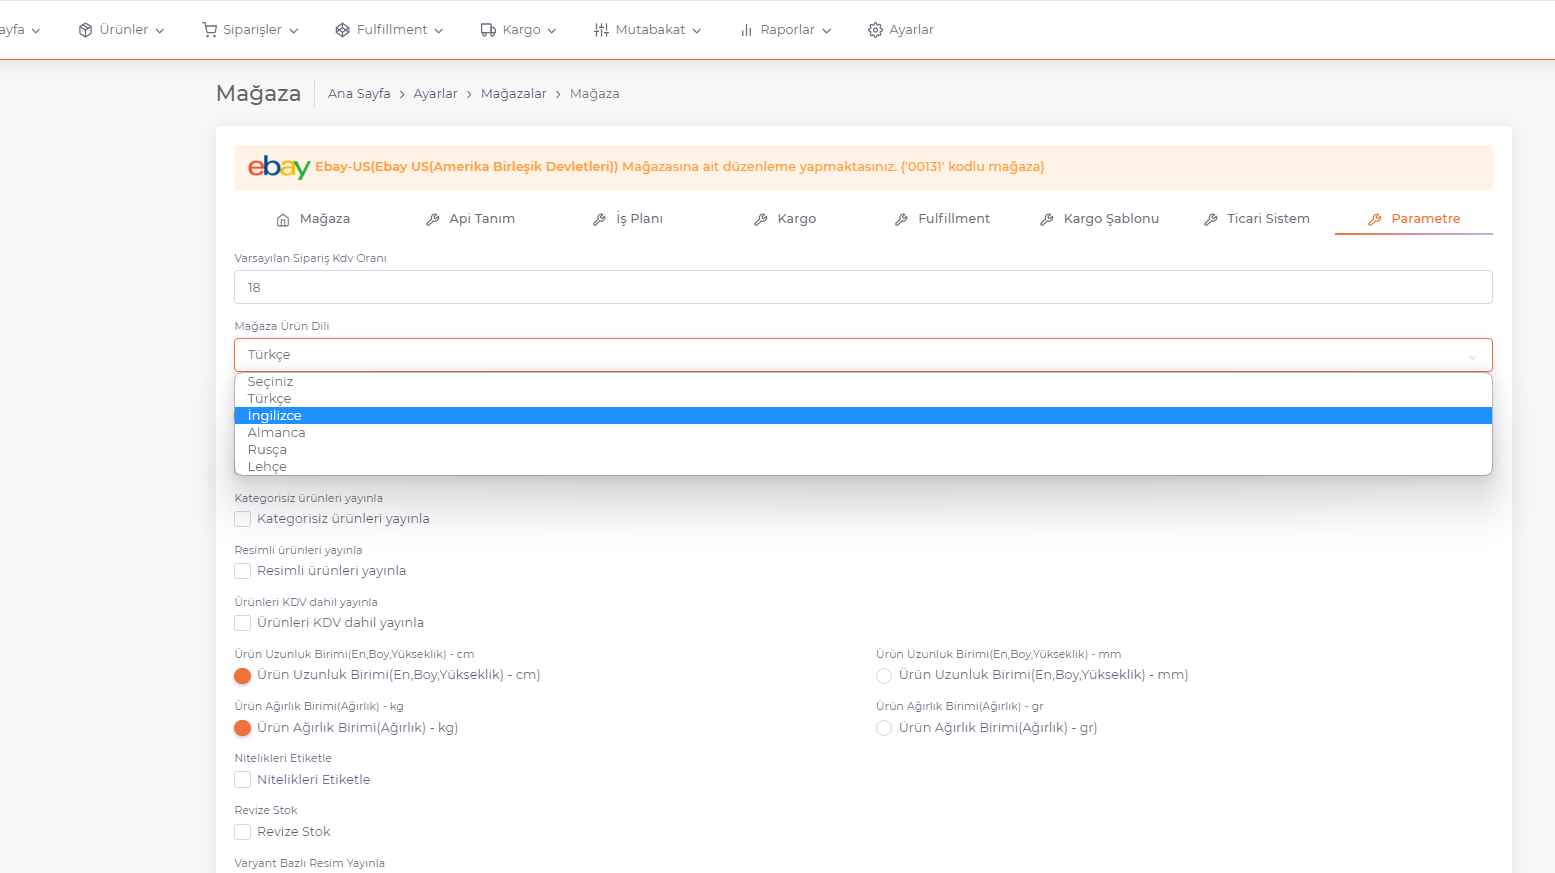 ayfa
Ürünler
Siparişler
Fulfillment
Kargo
Mutabakat
Raporlar
Ayarlar
Mağaza
Ana Sayfa > Ayarlar > Mağazalar > Mağaza
ebay Ebay-US(Ebay US(Amerika Birleşik Devletleri)) Mağazasına ait düzenleme yapmaktasınız. ('00131' kodlu mağaza)
Mağaza
Api Tanım
İş Planı
Kargo
Fulfillment
Kargo Şablonu
Ticari Sistem
Parametre
Varsayılan Sipariş Kdv Oranı
18
Mağaza Ürün Dili
Türkçe
Seçiniz
Türkçe
İngilizce
Almanca
Rusça
Lehçe
Kategorisiz ürünleri yayınla
Kategorisiz ürünleri yayınla
Resimli ürünleri yayınla
Resimli ürünleri yayınla
Ürünleri KDV dahil yayınla
Ürünleri KDV dahil yayınla
Ürün Uzunluk Birimi(En,Boy,Yükseklik) - cm
Ürün Uzunluk Birimi(En,Boy,Yükseklik) - cm)
Ürün Uzunluk Birimi(En,Boy,Yükseklik) - mm
Ürün Uzunluk Birimi(En,Boy,Yükseklik) - mm)
Ürün Ağırlık Birimi(Ağırlık) - kg
Ürün Ağırlık Birimi(Ağırlık) - kg)
Ürün Ağırlık Birimi(Ağırlık) - gr
Ürün Ağırlık Birimi(Ağırlık) - gr)
Nitelikleri Etiketle
Nitelikleri Etiketle
Revize Stok
Revize Stok
Varyant Bazlı Resim Yayınla